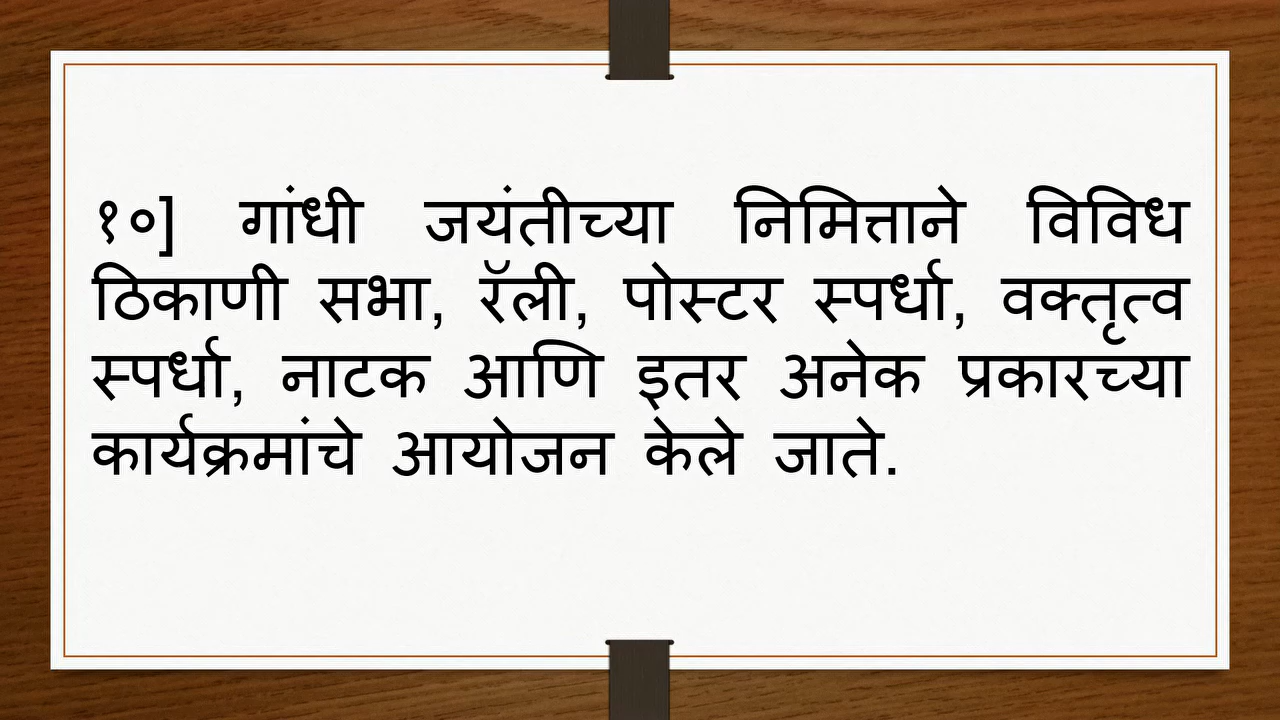 १०] गांधी जयंतीच्या निमित्ताने विविध
ठिकाणी सभा, रॅली, पोस्टर स्पर्धा, वक्तृत्व
स्पर्धा, नाटक आणि इतर अनेक प्रकारच्या
कार्यक्रमांचे आयोजन केले जाते.